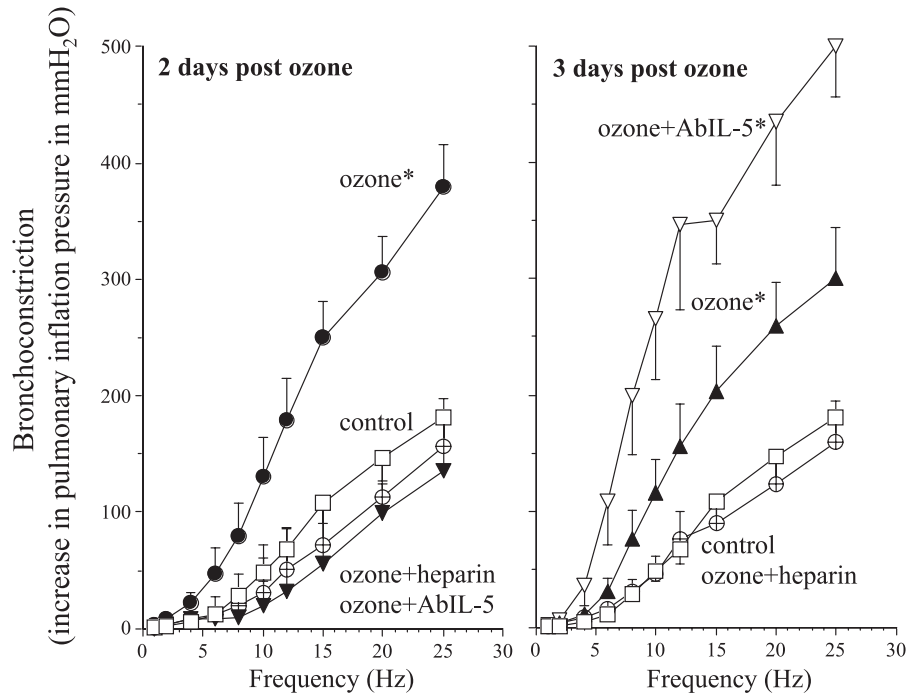 Bronchoconstriction
(increase in pulmonary inflation pressure in mmH₂O)
500
400
300
200
100
0
2 days post ozone
ozone*
control
ozone+heparin
ozone+AbIL-5
0 5 10 15 20 25 30
Frequency (Hz)
3 days post ozone
ozone+AbIL-5*
ozone*
control
ozone+heparin
0 5 10 15 20 25 30
Frequency (Hz)